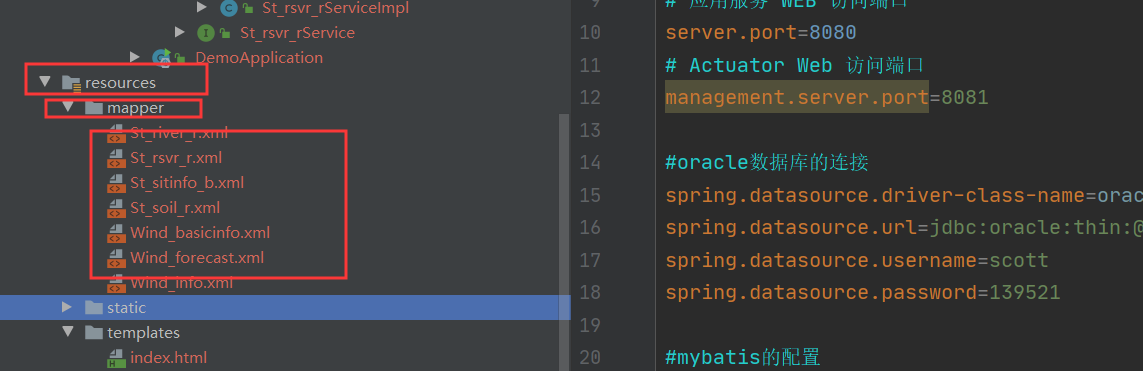 St_rsvr_rServiceImpl
St_rsvr_rService
DemoApplication
resources
mapper
St_river_r.xml
St_rsvr_r.xml
St_sitinfo_b.xml
St_soil_r.xml
Wind_basicinfo.xml
Wind_forecast.xml
Wind_info.xml
static
templates
index.html
9 # 应用服务 WEB 访问端口
10 server.port=8080
11 # Actuator Web 访问端口
12 management.server.port=8081
13
14 #oracle数据库的连接
15 spring.datasource.driver-class-name=orac
16 spring.datasource.url=jdbc:oracle:thin:@
17 spring.datasource.username=scott
18 spring.datasource.password=139521
19
20 #mybatis的配置